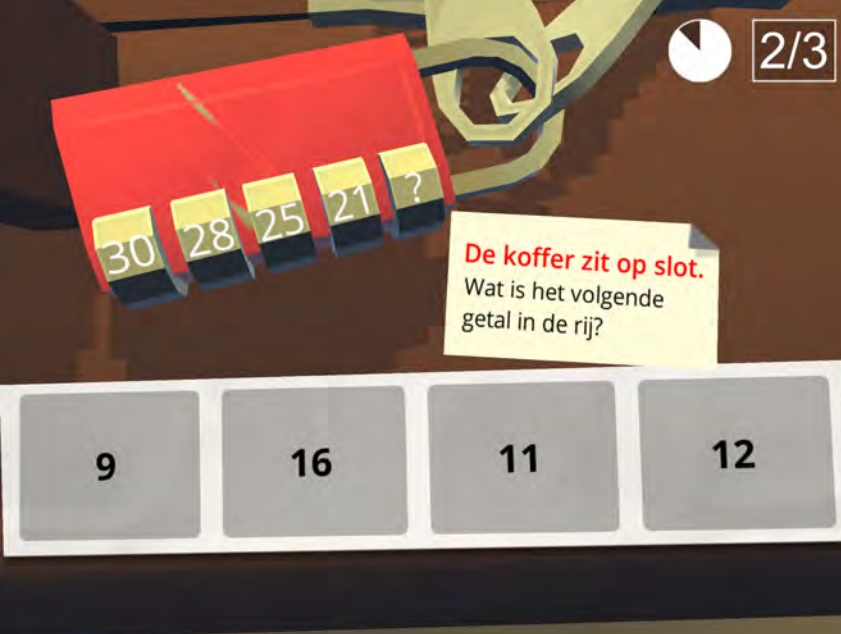 2/3
30 28 25 21 ?
De koffer zit op slot.
Wat is het volgende
getal in de rij?
9 16 11 12